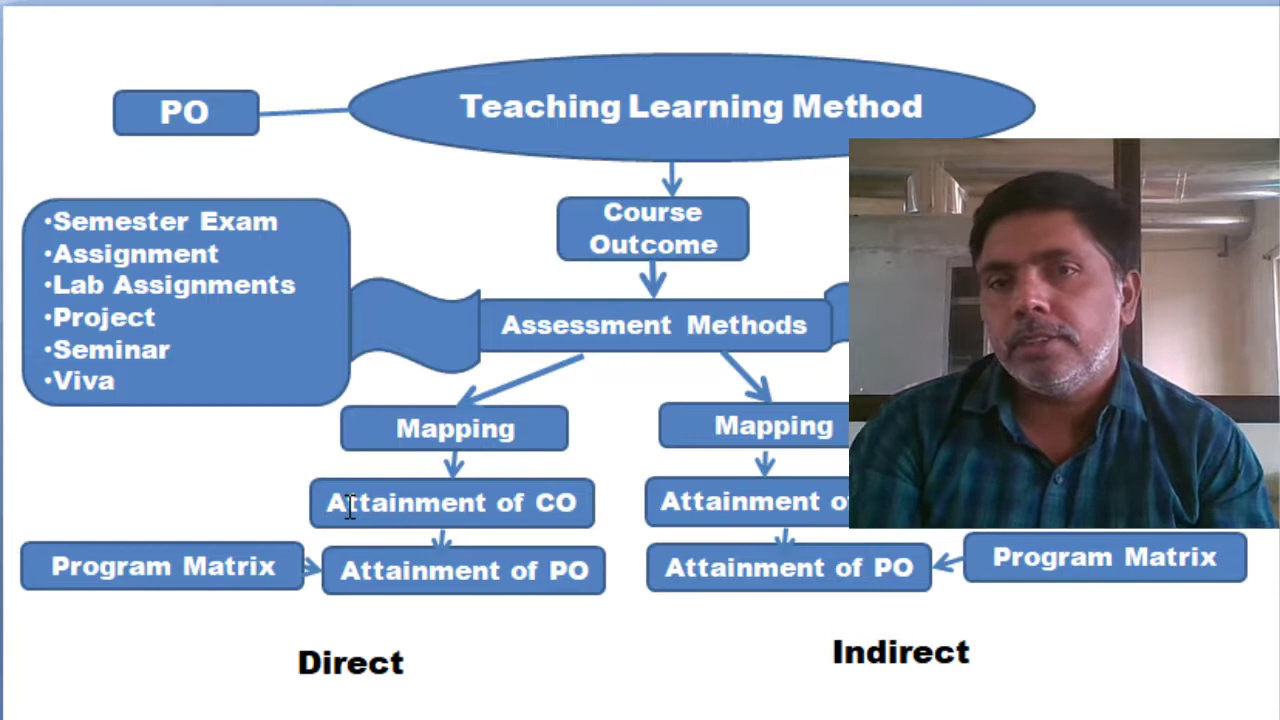 PO
Teaching Learning Method
Course
Outcome
•Semester Exam
•Assignment
•Lab Assignments
•Project
•Seminar
•Viva
Assessment Methods
Mapping
Mapping
Attainment of CO
Attainment
Program Matrix
Attainment of PO
Attainment of PO
Program Matrix
Direct
Indirect